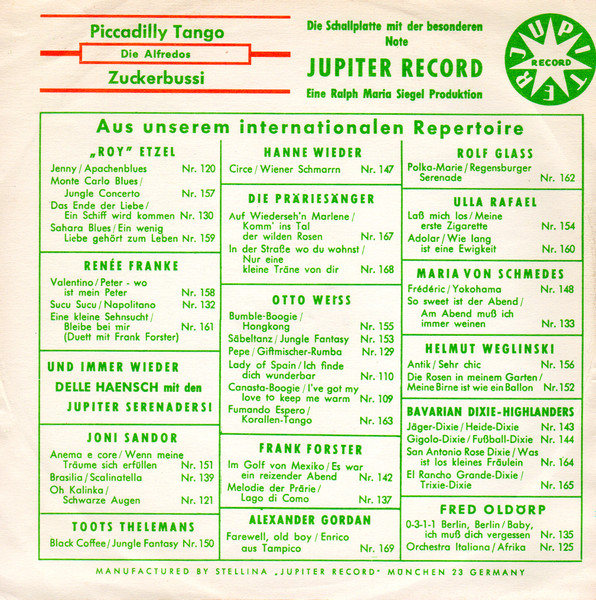 Piccadilly Tango
Die Alfredos
Zuckerbussi
Die Schallplatte mit der besonderen
Note
JUPITER RECORD
Eine Ralph Maria Siegel Produktion
JUPITER
RECORD
Aus unserem internationalen Repertoire
„ROY" ETZEL
Jenny/Apachenblues Nr. 120
Monte Carlo Blues/
Jungle Concerto Nr. 157
Das Ende der Liebe/
Ein Schiff wird kommen Nr. 130
Sahara Blues/Ein wenig
Liebe gehört zum Leben Nr. 159
RENÉE FRANKE
Valentino/Peter - wo
ist mein Peter Nr. 158
Sucu Sucu/Napolitano Nr. 132
Eine kleine Sehnsucht/
Bleibe bei mir Nr. 161
(Duett mit Frank Forster)
UND IMMER WIEDER
DELLE HAENSCH mit den
JUPITER SERENADERS!
JONI SANDOR
Anema e core/Wenn meine
Träume sich erfüllen Nr. 151
Brasilia/Scalinatella Nr. 139
Oh Kalinka/
Schwarze Augen Nr. 121
TOOTS THELEMANS
Black Coffee/Jungle Fantasy Nr. 150
HANNE WIEDER
Circe/Wiener Schmarrn Nr. 147
DIE PRÄRIESÄNGER
Auf Wiederseh'n Marlene/
Komm' ins Tal
der wilden Rosen Nr. 167
In der Straße wo du wohnst/
Nur eine
kleine Träne von dir Nr. 168
OTTO WEISS
Bumble-Boogie/
Hongkong Nr. 155
Säbeltanz/Jungle Fantasy Nr. 153
Pepe/Giftmischer-Rumba Nr. 129
Lady of Spain/Ich finde
dich wunderbar Nr. 110
Canasta-Boogie/I've got my
love to keep me warm Nr. 109
Fumando Espero/
Korallen-Tango Nr. 163
FRANK FORSTER
Im Golf von Mexiko/Es war
ein reizender Abend Nr. 142
Melodie der Prärie/
Lago di Como Nr. 137
ALEXANDER GORDAN
Farewell, old boy/Enrico
aus Tampico Nr. 169
ROLF GLASS
Polka-Marie/Regensburger
Serenade Nr. 162
ULLA RAFAEL
Laß mich los/Meine
erste Zigarette Nr. 154
Adolar/Wie lang
ist eine Ewigkeit Nr. 160
MARIA VON SCHMEDES
Frédéric/Yokohama Nr. 148
So sweet ist der Abend/
Am Abend muß ich
immer weinen Nr. 133
HELMUT WEGLINSKI
Antik/Sehr chic Nr. 156
Die Rosen in meinem Garten/
Meine Birne ist wie ein Ballon Nr. 152
BAVARIAN DIXIE-HIGHLANDERS
Jäger-Dixie/Heide-Dixie Nr. 143
Gigolo-Dixie/Fußball-Dixie Nr. 144
San Antonio Rose Dixie/Was
ist los kleines Fräulein Nr. 164
El Rancho Grande-Dixie/
Trixie-Dixie Nr. 165
FRED OLDÖRP
0-3-1-1 Berlin, Berlin/Baby,
ich muß dich vergessen Nr. 135
Orchestra Italiana/Afrika Nr. 125
MANUFACTURED BY STELLINA „JUPITER RECORD" MÜNCHEN 23 GERMANY